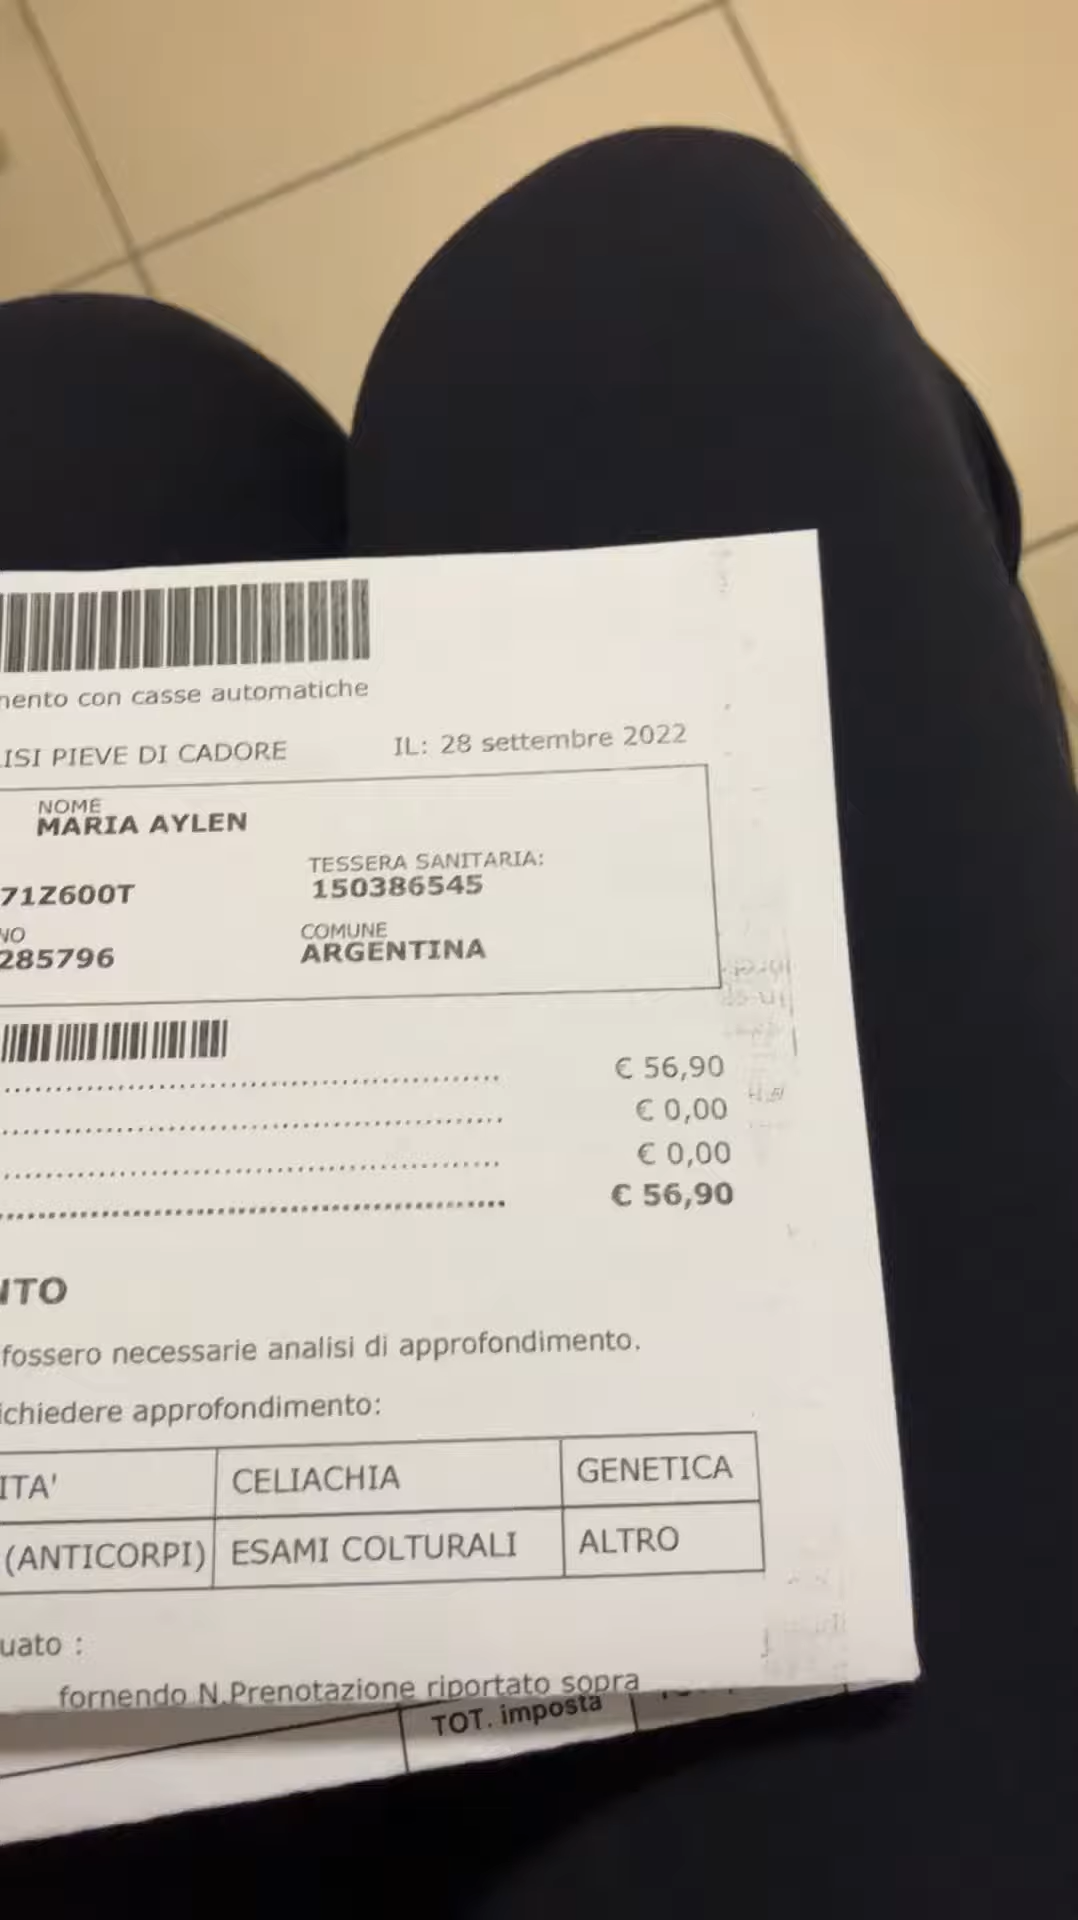 mento con casse automatiche
ISI PIEVE DI CADORE IL: 28 settembre 2022
NOME
MARIA AYLEN
TESSERA SANITARIA:
71Z600T 150386545
NO COMUNE
285796 ARGENTINA
€ 56,90
€ 0,00
€ 0,00
€ 56,90
NTO
fossero necessarie analisi di approfondimento.
ichiedere approfondimento:
ITA' CELIACHIA GENETICA
(ANTICORPI) ESAMI COLTURALI ALTRO
uato :
fornendo N.Prenotazione riportato sopra
TOT. imposta